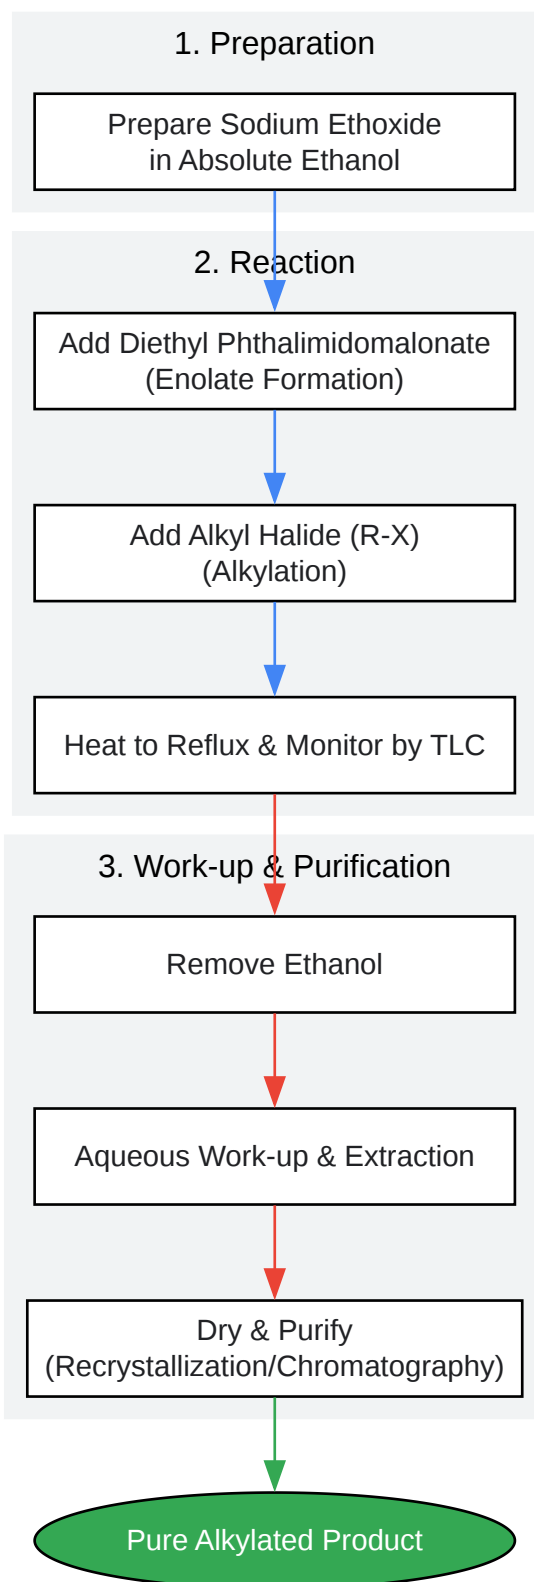 1. Preparation
Prepare Sodium Ethoxide
in Absolute Ethanol
2. Reaction
Add Diethyl Phthalimidomalonate
(Enolate Formation)
Add Alkyl Halide (R-X)
(Alkylation)
Heat to Reflux & Monitor by TLC
3. Work-up & Purification
Remove Ethanol
Aqueous Work-up & Extraction
Dry & Purify
(Recrystallization/Chromatography)
Pure Alkylated Product